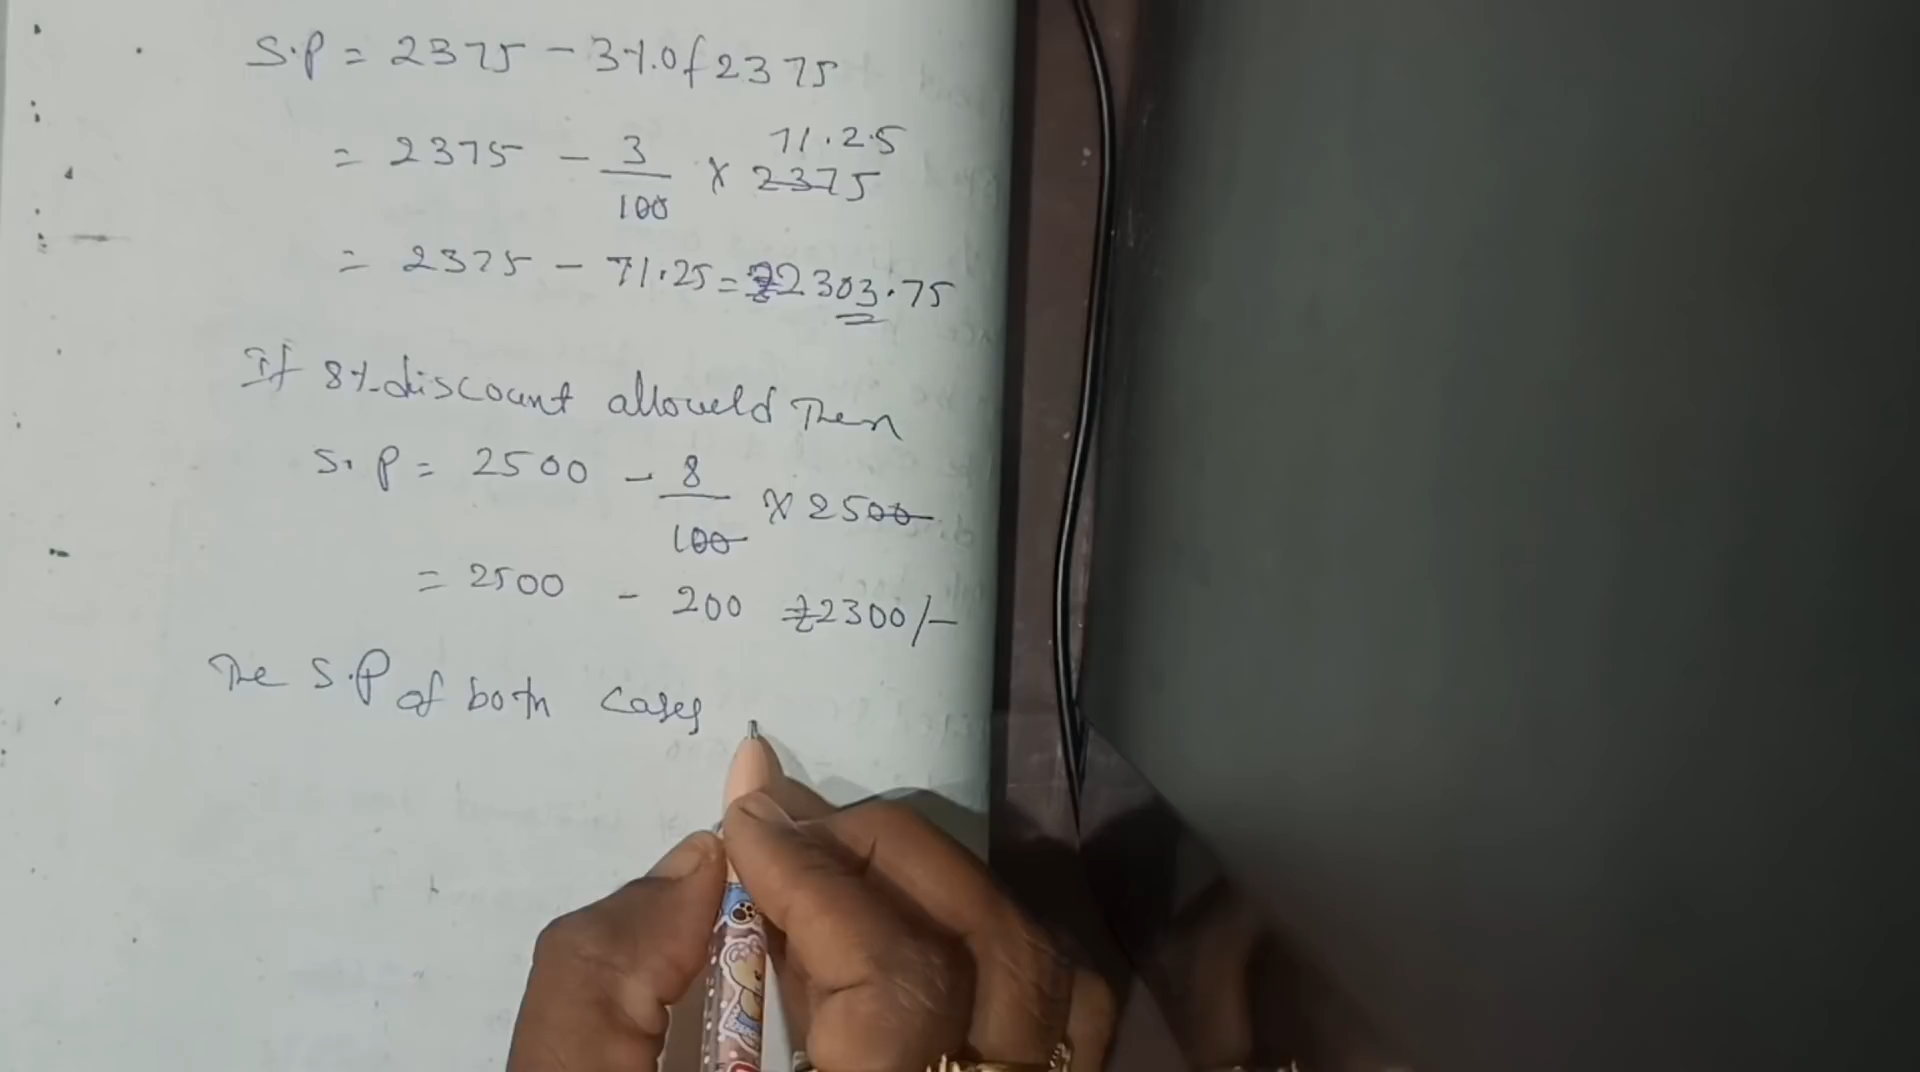 S.P = 2375 - 3% of 2375
= 2375 - 3/100 × 2375 71.25
= 2375 - 71.25 = ₹2303.75
If 8% discount alloweld Then
S.P = 2500 - 8/100 × 2500
= 2500 - 200 = ₹2300/-
The S.P of both cases